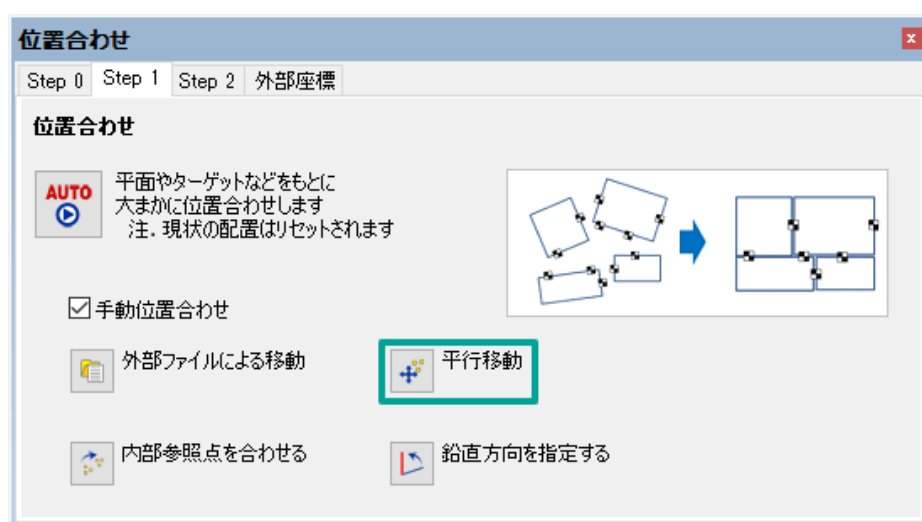 位置合わせ
x
Step 0 Step 1 Step 2 外部座標
位置合わせ
AUTO
平面やターゲットなどをもとに
大まかに位置合わせします
注. 現状の配置はリセットされます
手動位置合わせ
外部ファイルによる移動
平行移動
内部参照点を合わせる
鉛直方向を指定する